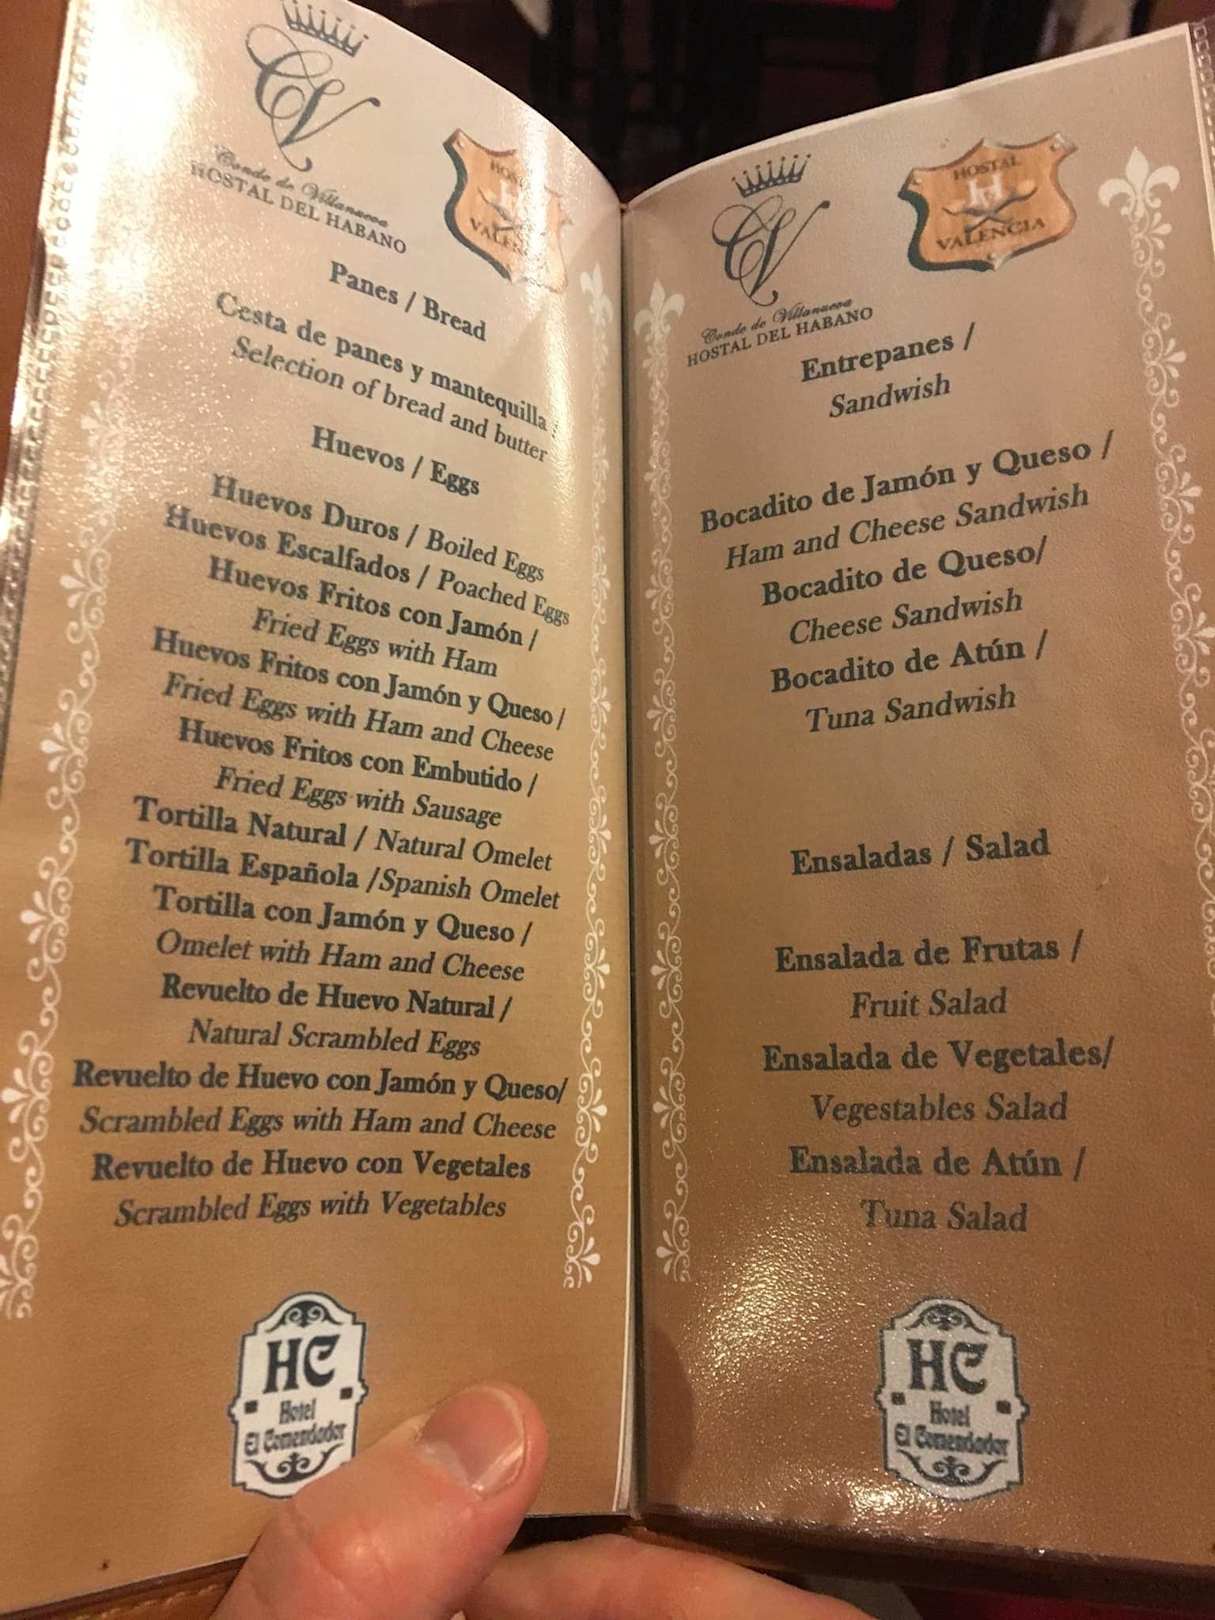 CV
Conde de Villanueva
HOSTAL DEL HABANO
HOSTAL
H
VALENCIA
Panes / Bread
Cesta de panes y mantequilla /
Selection of bread and butter
Huevos / Eggs
Huevos Duros / Boiled Eggs
Huevos Escalfados / Poached Eggs
Huevos Fritos con Jamón /
Fried Eggs with Ham
Huevos Fritos con Jamón y Queso /
Fried Eggs with Ham and Cheese
Huevos Fritos con Embutido /
Fried Eggs with Sausage
Tortilla Natural / Natural Omelet
Tortilla Española /Spanish Omelet
Tortilla con Jamón y Queso /
Omelet with Ham and Cheese
Revuelto de Huevo Natural /
Natural Scrambled Eggs
Revuelto de Huevo con Jamón y Queso/
Scrambled Eggs with Ham and Cheese
Revuelto de Huevo con Vegetales
Scrambled Eggs with Vegetables
HC
Hotel
El Comendador
CV
Conde de Villanueva
HOSTAL DEL HABANO
HOSTAL
H
VALENCIA
Entrepanes /
Sandwish
Bocadito de Jamón y Queso /
Ham and Cheese Sandwish
Bocadito de Queso/
Cheese Sandwish
Bocadito de Atún /
Tuna Sandwish
Ensaladas / Salad
Ensalada de Frutas /
Fruit Salad
Ensalada de Vegetales/
Vegestables Salad
Ensalada de Atún /
Tuna Salad
HC
Hotel
El Comendador